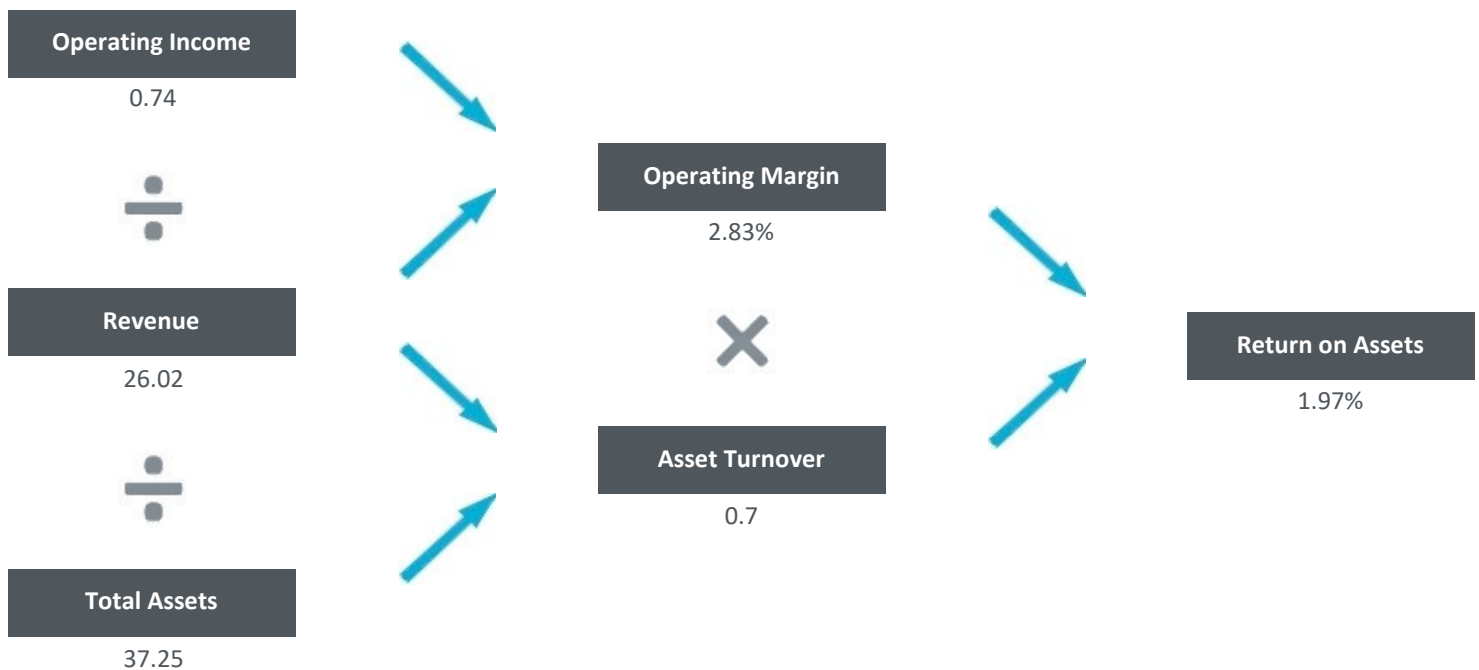 Operating Income
0.74
Revenue
26.02
Total Assets
37.25
Operating Margin
2.83%
Asset Turnover
0.7
Return on Assets
1.97%